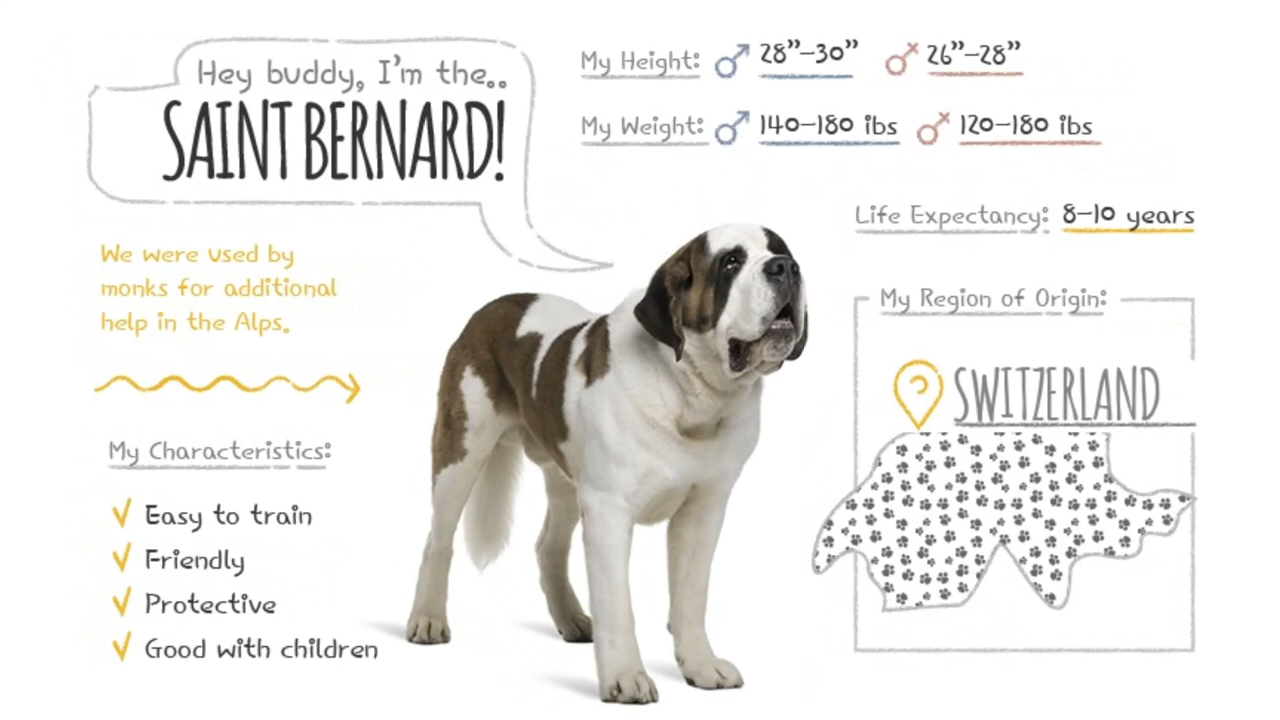 Hey buddy, I'm the..
SAINT BERNARD!
My Height: 28”–30” 26”–28”
My Weight: 140–180 ibs 120–180 ibs
Life Expectancy: 8–10 years
We were used by
monks for additional
help in the Alps.
My Characteristics:
Easy to train
Friendly
Protective
Good with children
My Region of Origin:
SWITZERLAND